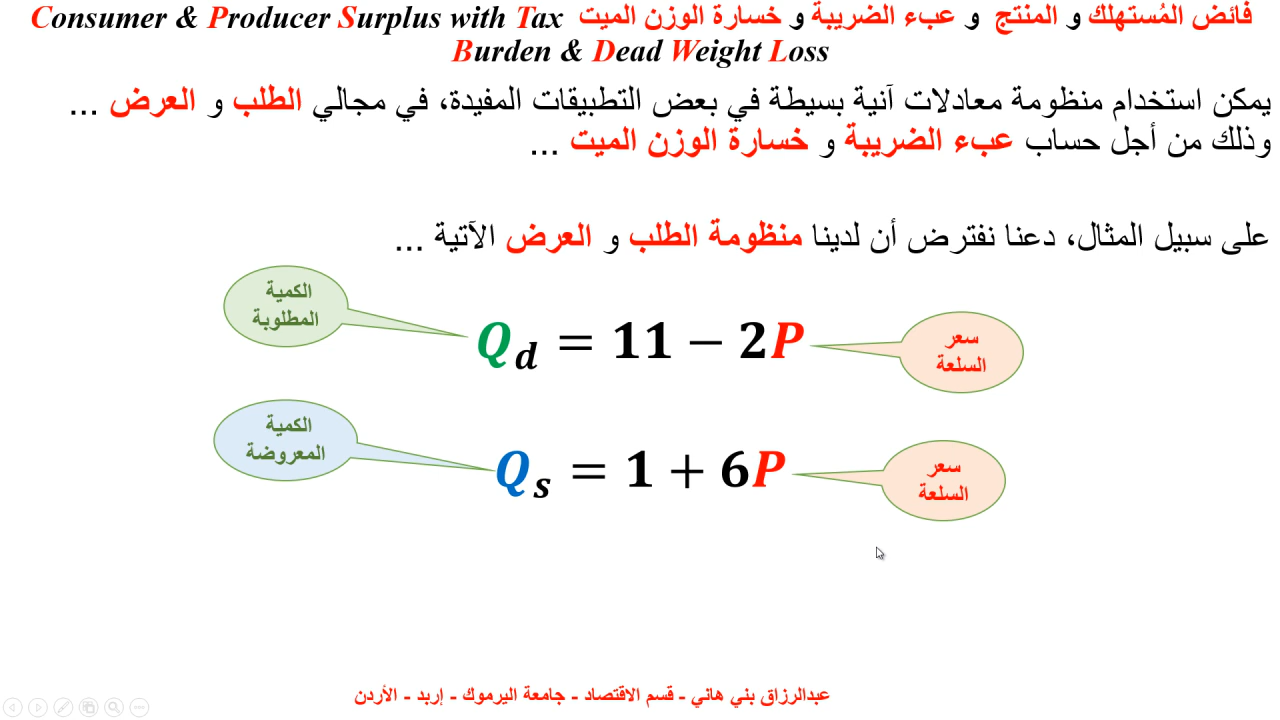 فائض المُستهلك و المنتج و عبء الضريبة و خسارة الوزن الميت Consumer & Producer Surplus with Tax
Burden & Dead Weight Loss
يمكن استخدام منظومة معادلات آنية بسيطة في بعض التطبيقات المفيدة، في مجالي الطلب و العرض ...
وذلك من أجل حساب عبء الضريبة و خسارة الوزن الميت ...
على سبيل المثال، دعنا نفترض أن لدينا منظومة الطلب و العرض الآتية ...
الكمية
المطلوبة
Qd = 11 − 2P
سعر
السلعة
الكمية
المعروضة
Qs = 1 + 6P
سعر
السلعة
عبدالرزاق بني هاني - قسم الاقتصاد - جامعة اليرموك - إربد - الأردن